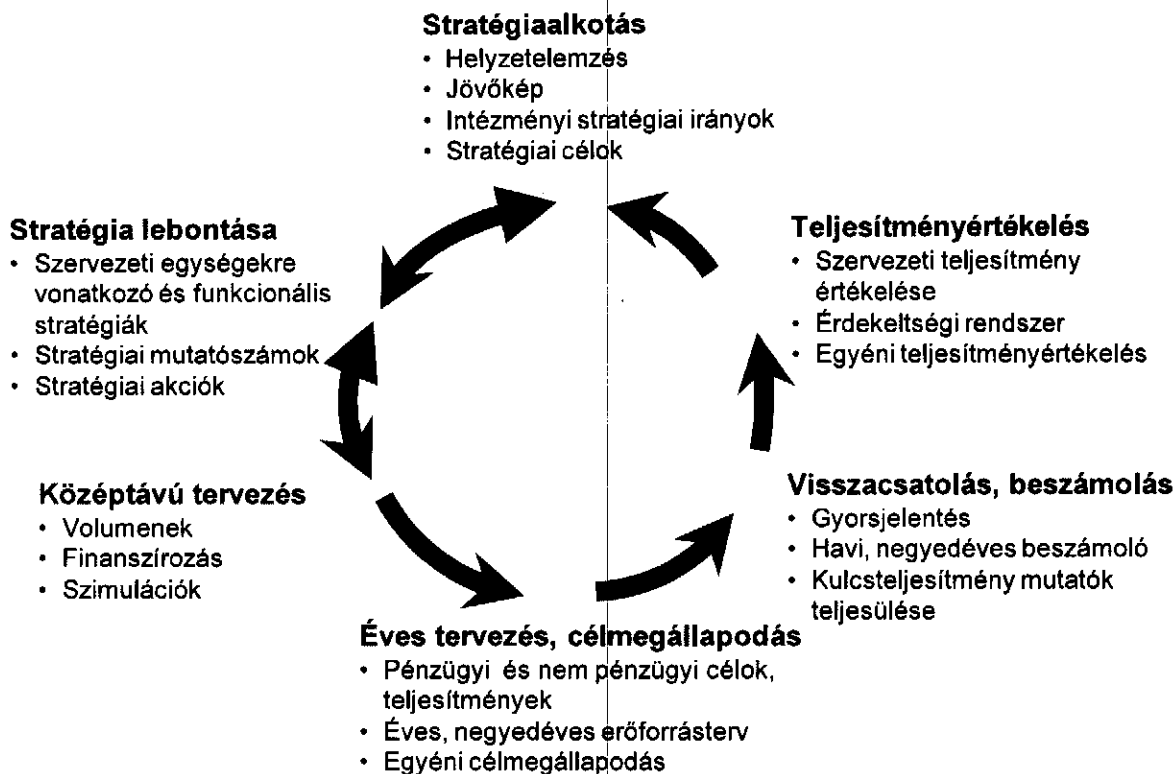 Stratégiaalkotás
• Helyzetelemzés
• Jövőkép
• Intézményi stratégiai irányok
• Stratégiai célok
Stratégia lebontása
• Szervezeti egységekre
vonatkozó és funkcionális
stratégiák
• Stratégiai mutatószámok
• Stratégiai akciók
Középtávú tervezés
• Volumenek
• Finanszírozás
• Szimulációk
Éves tervezés, célmegállapodás
• Pénzügyi és nem pénzügyi célok,
teljesítmények
• Éves, negyedéves erőforrásterv
• Egyéni célmegállapodás
Visszacsatolás, beszámolás
• Gyorsjelentés
• Havi, negyedéves beszámoló
• Kulcsteljesítmény mutatók
teljesülése
Teljesítményértékelés
• Szervezeti teljesítmény
értékelése
• Érdekeltségi rendszer
• Egyéni teljesítményértékelés